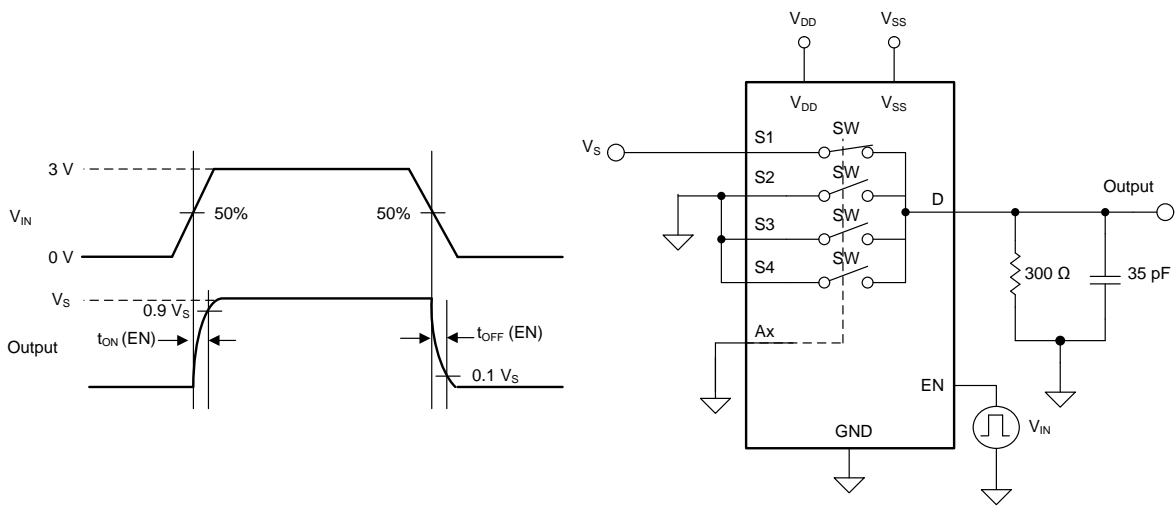 3 V
V_IN
50%
50%
0 V
V_S
0.9 V_S
t_ON (EN)
t_OFF (EN)
Output
0.1 V_S
V_DD
V_SS
V_DD
V_SS
V_S
S1
SW
S2
SW
S3
SW
S4
SW
D
Output
300 Ω
35 pF
Ax
EN
V_IN
GND